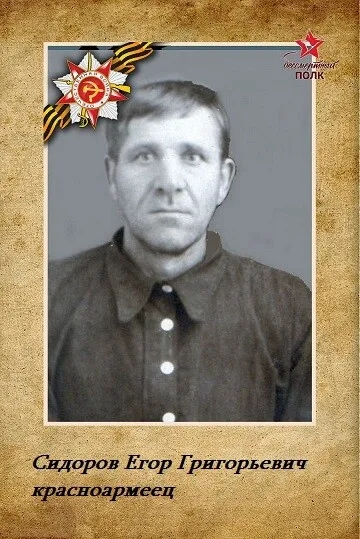 бессмертный
ПОЛК
Сидоров Егор Григорьевич
красноармеец